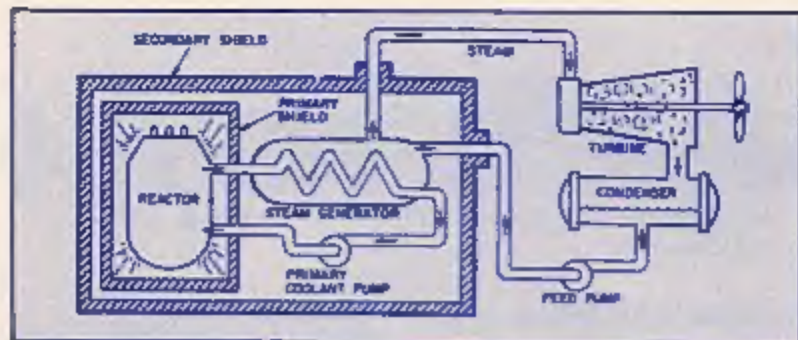 SECONDARY SHIELD
STEAM
PRIMARY
SHIELD
TURBINE
REACTOR
CONDENSER
STEAM GENERATOR
PRIMARY
COOLANT PUMP
FEED PUMP